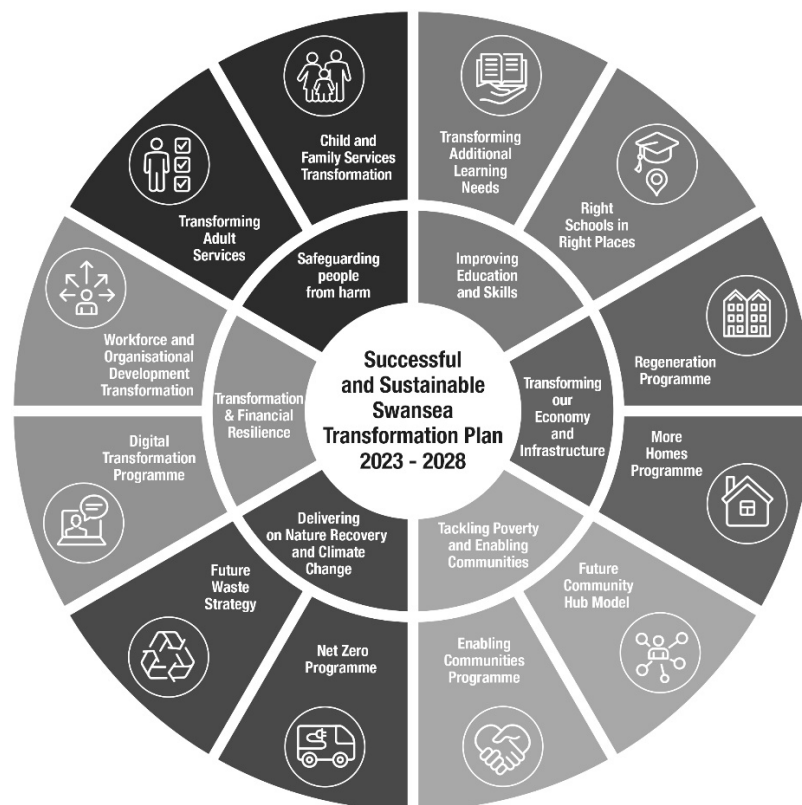 Successful
and Sustainable
Swansea
Transformation Plan
2023 - 2028
Safeguarding
people
from harm
Improving
Education
and Skills
Transforming
our
Economy
and
Infrastructure
Tackling Poverty
and Enabling
Communities
Delivering
on Nature Recovery
and Climate
Change
Transformation
& Financial
Resilience
Child and
Family Services
Transformation
Transforming
Additional
Learning
Needs
Right
Schools in
Right Places
Regeneration
Programme
More
Homes
Programme
Future
Community
Hub Model
Enabling
Communities
Programme
Net Zero
Programme
Future
Waste
Strategy
Digital
Transformation
Programme
Workforce and
Organisational
Development
Transformation
Transforming
Adult
Services